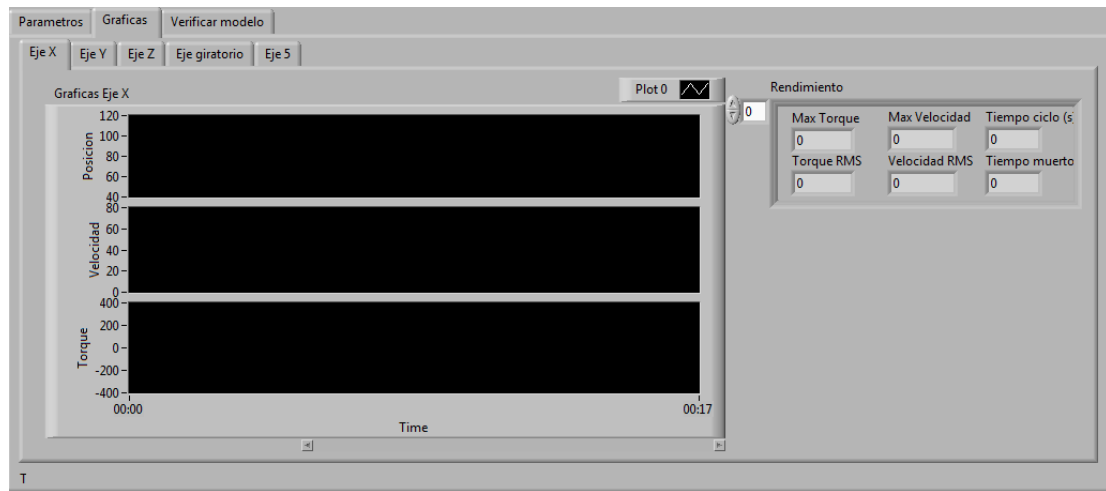 Parametros Graficas Verificar modelo
Eje X Eje Y Eje Z Eje giratorio Eje 5
Graficas Eje X
Plot 0
Posicion
120
100
80
60
40
Velocidad
80
60
40
20
0
Torque
400
200
0
-200
-400
00:00 00:17
Time
0
Rendimiento
Max Torque Max Velocidad Tiempo ciclo (s
0 0 0
Torque RMS Velocidad RMS Tiempo muerto
0 0 0
T